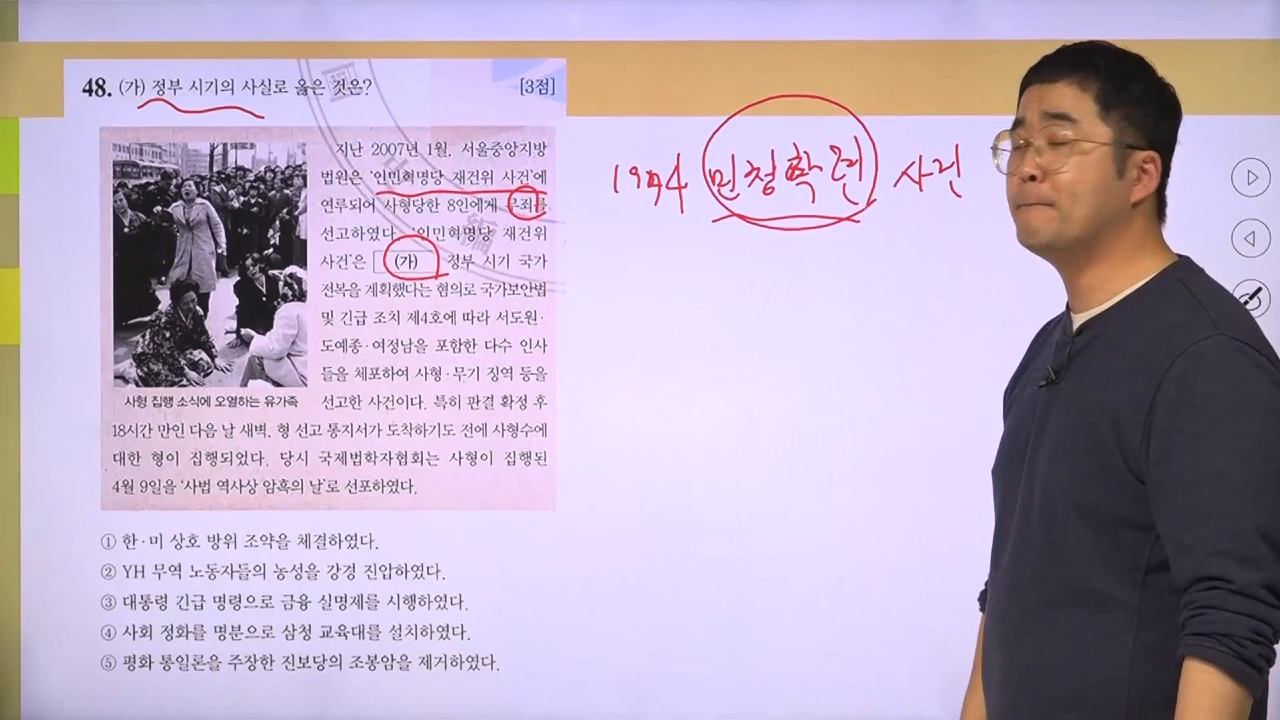 48. (가) 정부 시기의 사실로 옳은 것은? [3점]
지난 2007년 1월, 서울중앙지방
법원은 '인민혁명당 재건위 사건'에
연루되어 사형당한 8인에게 무죄를
선고하였다. '인민혁명당 재건위
사건'은 (가) 정부 시기 국가
전복을 계획했다는 혐의로 국가보안법
및 긴급 조치 제4호에 따라 서도원·
도예종·여정남을 포함한 다수 인사
들을 체포하여 사형·무기 징역 등을
선고한 사건이다. 특히 판결 확정 후
18시간 만인 다음 날 새벽, 형 선고 통지서가 도착하기도 전에 사형수에
대한 형이 집행되었다. 당시 국제법학자협회는 사형이 집행된
4월 9일을 '사법 역사상 암흑의 날'로 선포하였다.
사형 집행 소식에 오열하는 유가족
① 한·미 상호 방위 조약을 체결하였다.
② YH 무역 노동자들의 농성을 강경 진압하였다.
③ 대통령 긴급 명령으로 금융 실명제를 시행하였다.
④ 사회 정화를 명분으로 삼청 교육대를 설치하였다.
⑤ 평화 통일론을 주장한 진보당의 조봉암을 제거하였다.
민청학련 사건